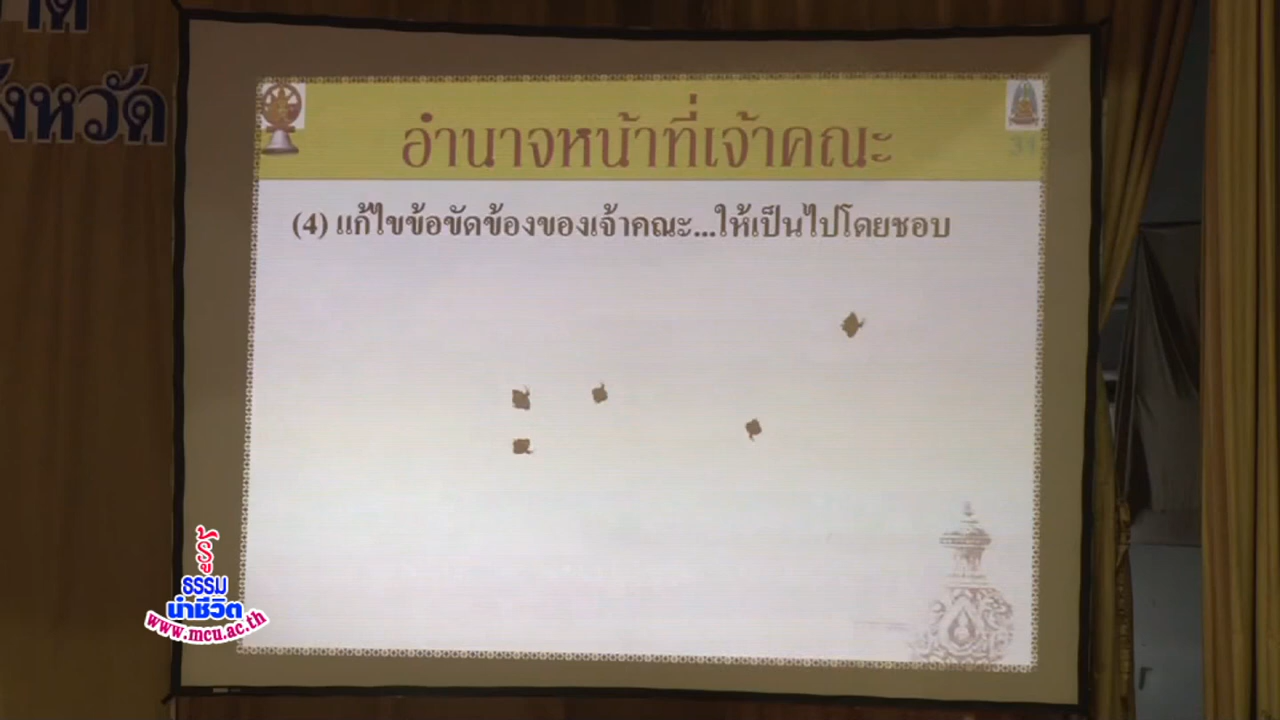 งหวัด
อำนาจหน้าที่เจ้าคณะ
31
(4) แก้ไขข้อขัดข้องของเจ้าคณะ...ให้เป็นไปโดยชอบ
รู้
ธรรม
นำชีวิต
www.mcu.ac.th